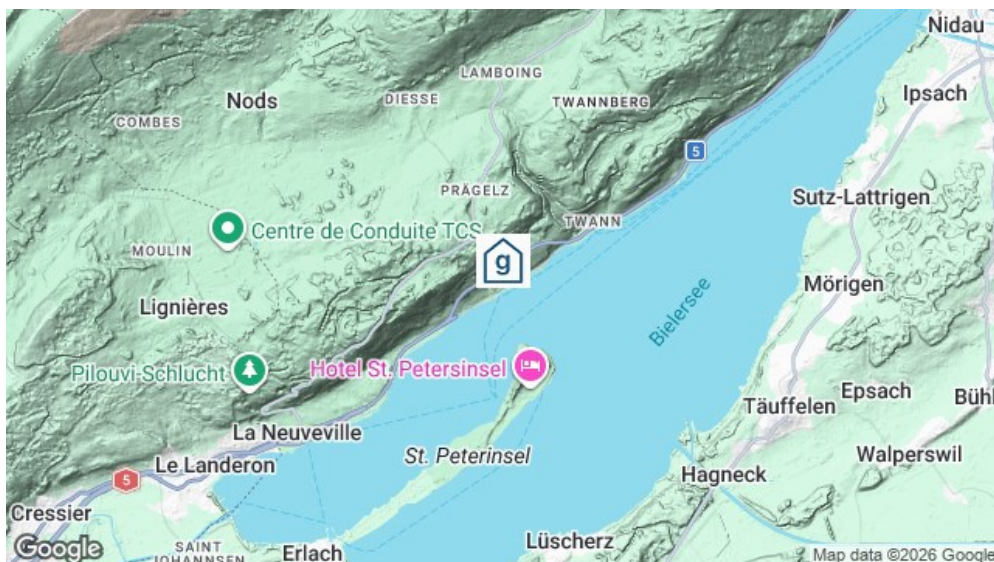 Nidau
LAMBOING
Nods
DIESSE
TWANNBERG
Ipsach
COMBES
5
PRÄGELZ
Sutz-Lattrigen
TWANN
Centre de Conduite TCS
MOULIN
g
Mörigen
Lignières
Bielersee
Hotel St. Petersinsel
Pilouvi-Schlucht
Epsach
Bühl
Täuffelen
La Neuveville
St. Peterinsel
Walperswil
Le Landeron
Hagneck
5
Cressier
Lüscherz
SAINT
JOHANNSEN
Erlach
Google
Map data ©2026 Google